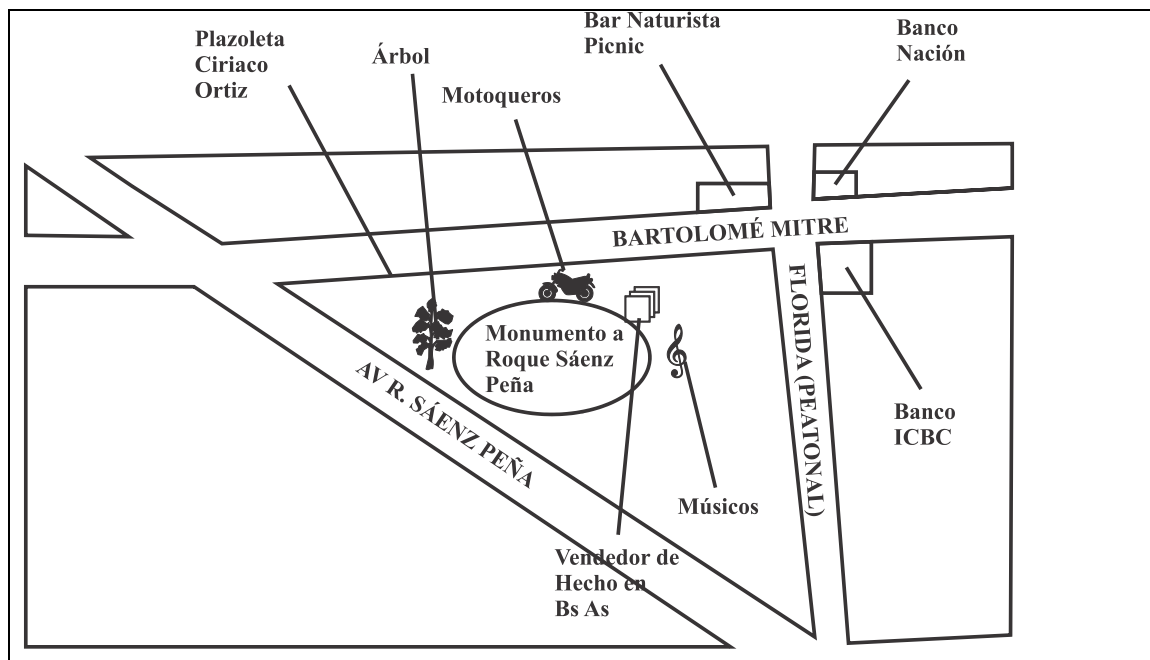 Plazoleta
Ciriaco
Ortiz
Árbol
Motoqueros
Bar Naturista
Picnic
Banco
Nación
BARTOLOMÉ MITRE
FLORIDA (PEATONAL)
Monumento a
Roque Sáenz
Peña
AV R. SÁENZ PEÑA
Banco
ICBC
Músicos
Vendedor de
Hecho en
Bs As